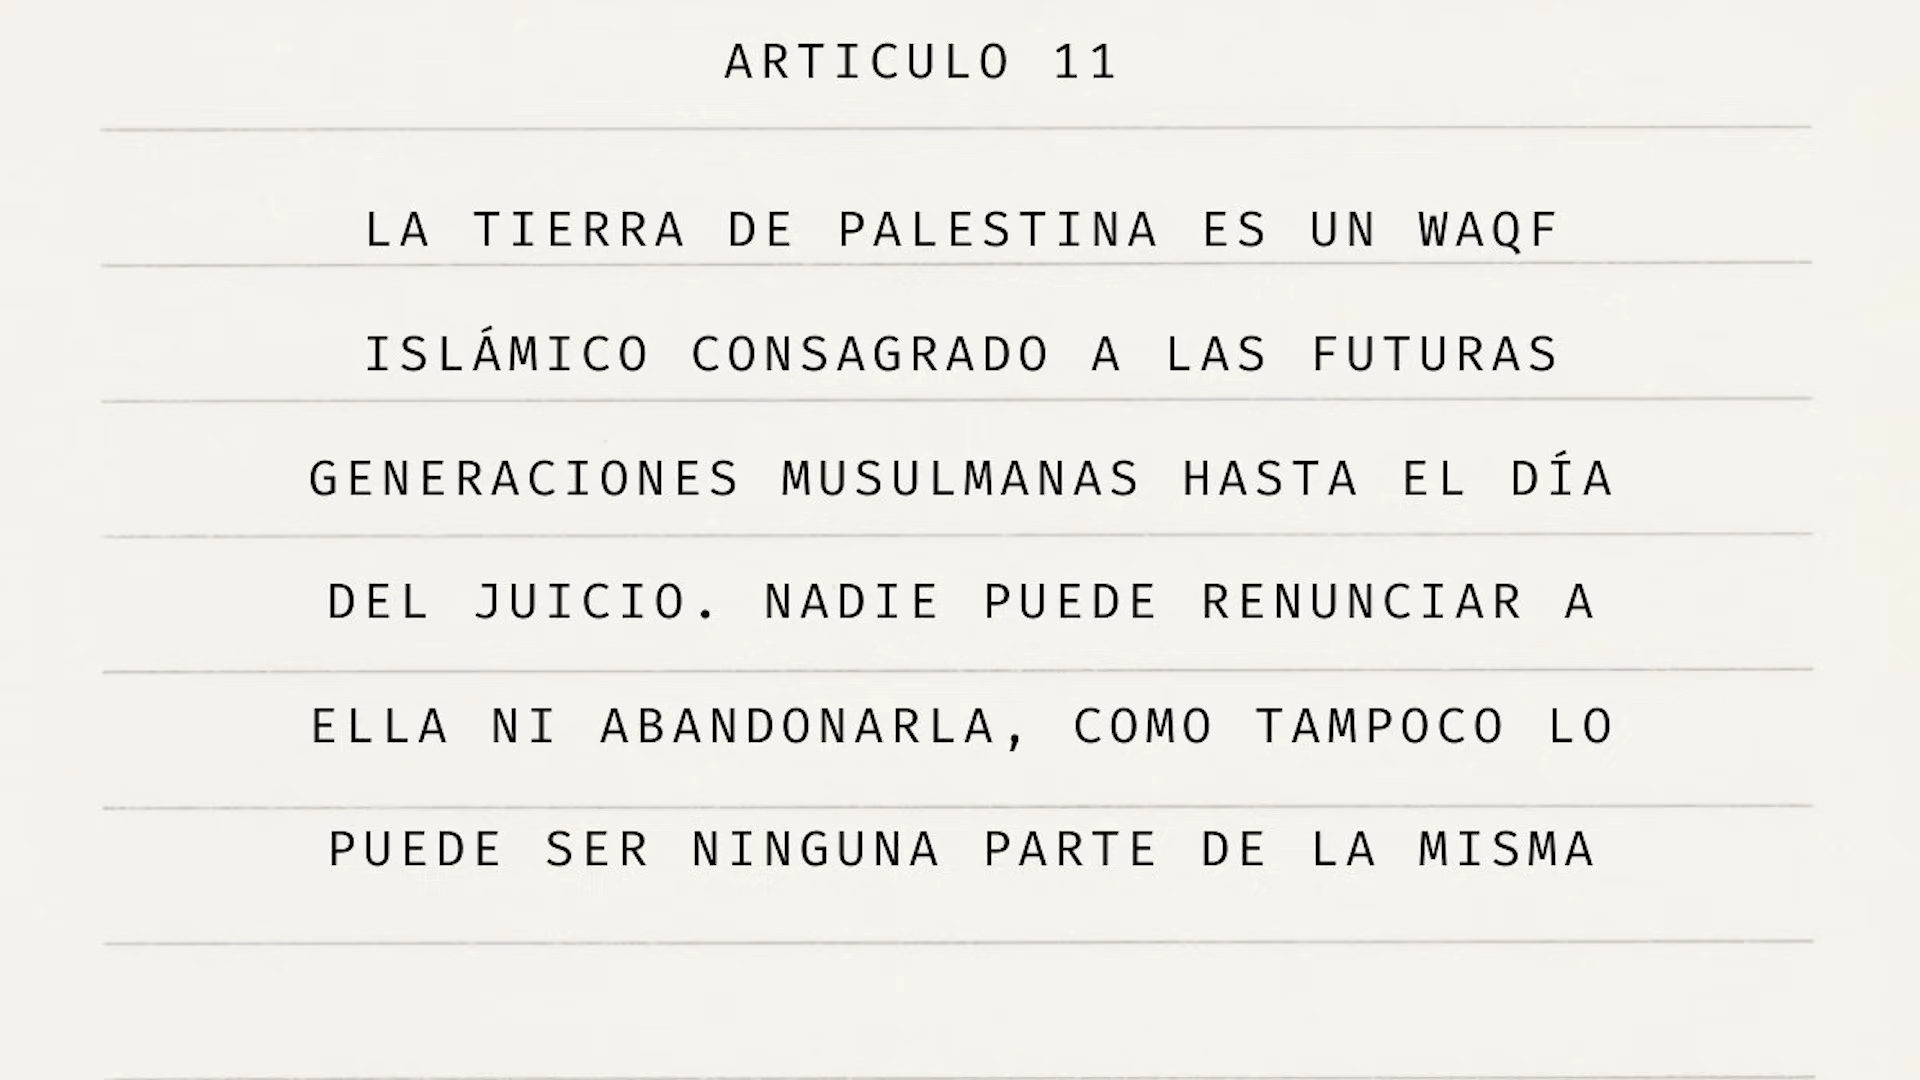 ARTICULO 11
LA TIERRA DE PALESTINA ES UN WAQF
ISLÁMICO CONSAGRADO A LAS FUTURAS
GENERACIONES MUSULMANAS HASTA EL DÍA
DEL JUICIO. NADIE PUEDE RENUNCIAR A
ELLA NI ABANDONARLA, COMO TAMPOCO LO
PUEDE SER NINGUNA PARTE DE LA MISMA